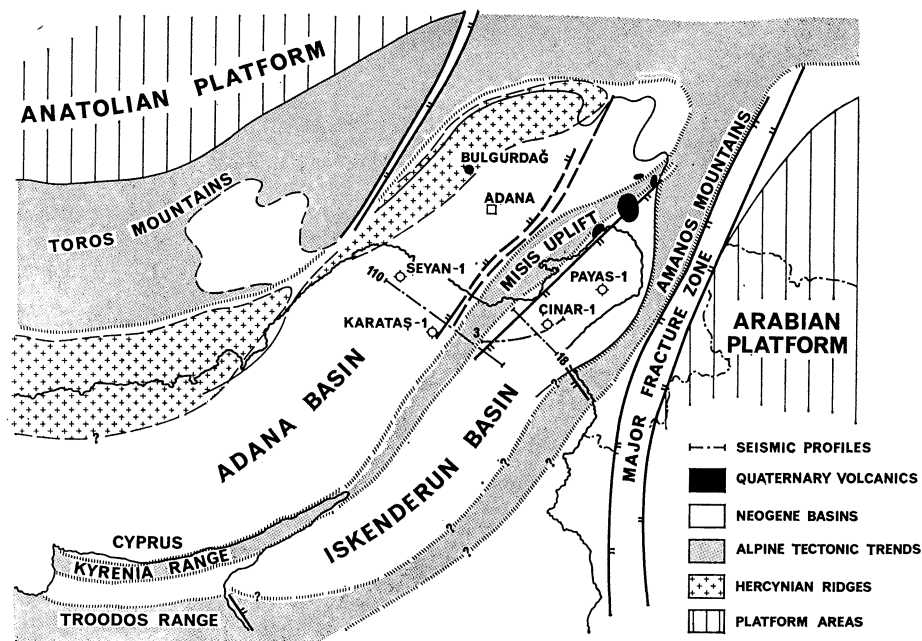 ANATOLIAN PLATFORM
BULGURDAĞ
ADANA
TOROS MOUNTAINS
MISIS UPLIFT
AMANOS MOUNTAINS
110
SEYAN-1
PAYAS-1
KARATAŞ-1
3
ÇINAR-1
18
ARABIAN
PLATFORM
MAJOR FRACTURE ZONE
ADANA BASIN
ISKENDERUN BASIN
?
?
?
?
?
?
?
?
CYPRUS
KYRENIA RANGE
TROODOS RANGE
SEISMIC PROFILES
QUATERNARY VOLCANICS
NEOGENE BASINS
ALPINE TECTONIC TRENDS
HERCYNIAN RIDGES
PLATFORM AREAS